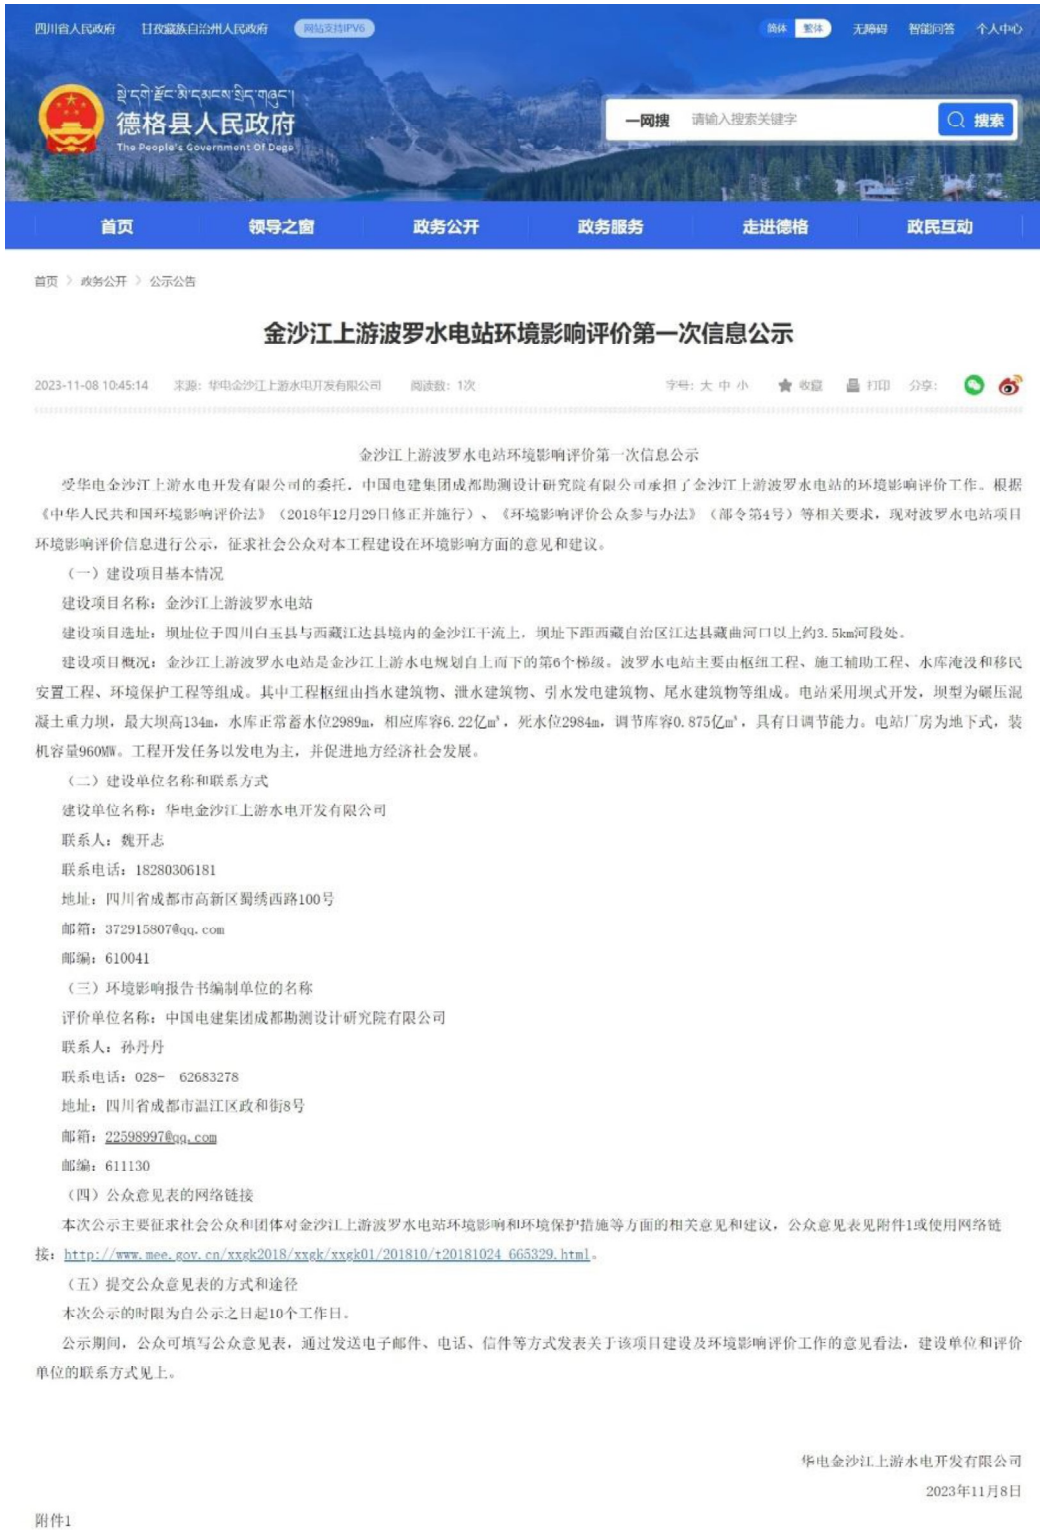 四川省人民政府 甘孜藏族自治州人民政府 网站支持IPV6 简体 繁体 无障碍 智能问答 个人中心
སྡེ་དགེ་རྫོང་མི་དམངས་སྲིད་གཞུང་།
德格县人民政府
The People's Government Of Dege
一网搜 请输入搜索关键字 搜索
首页 领导之窗 政务公开 政务服务 走进德格 政民互动
首页 > 政务公开 > 公示公告
金沙江上游波罗水电站环境影响评价第一次信息公示
2023-11-08 10:45:14 来源: 华电金沙江上游水电开发有限公司 阅读数: 1次 字号: 大 中 小 收藏 打印 分享:
金沙江上游波罗水电站环境影响评价第一次信息公示
受华电金沙江上游水电开发有限公司的委托，中国电建集团成都勘测设计研究院有限公司承担了金沙江上游波罗水电站的环境影响评价工作。根据
《中华人民共和国环境影响评价法》（2018年12月29日修正并施行）、《环境影响评价公众参与办法》（部令第4号）等相关要求，现对波罗水电站项目
环境影响评价信息进行公示，征求社会公众对本工程建设在环境影响方面的意见和建议。
（一）建设项目基本情况
建设项目名称：金沙江上游波罗水电站
建设项目选址：坝址位于四川白玉县与西藏江达县境内的金沙江干流上，坝址下距西藏自治区江达县藏曲河口以上约3.5km河段处。
建设项目概况：金沙江上游波罗水电站是金沙江上游水电规划自上而下的第6个梯级。波罗水电站主要由枢纽工程、施工辅助工程、水库淹没和移民
安置工程、环境保护工程等组成。其中工程枢纽由挡水建筑物、泄水建筑物、引水发电建筑物、尾水建筑物等组成。电站采用坝式开发，坝型为碾压混
凝土重力坝，最大坝高134m，水库正常蓄水位2989m，相应库容6.22亿m³，死水位2984m，调节库容0.875亿m³，具有日调节能力。电站厂房为地下式，装
机容量960MW。工程开发任务以发电为主，并促进地方经济社会发展。
（二）建设单位名称和联系方式
建设单位名称：华电金沙江上游水电开发有限公司
联系人：魏开志
联系电话：18280306181
地址：四川省成都市高新区蜀绣西路100号
邮箱：372915807@qq.com
邮编：610041
（三）环境影响报告书编制单位的名称
评价单位名称：中国电建集团成都勘测设计研究院有限公司
联系人：孙丹丹
联系电话：028- 62683278
地址：四川省成都市温江区政和街8号
邮箱：22598997@qq.com
邮编：611130
（四）公众意见表的网络链接
本次公示主要征求社会公众和团体对金沙江上游波罗水电站环境影响和环境保护措施等方面的相关意见和建议，公众意见表见附件1或使用网络链
接：http://www.mee.gov.cn/xxgk2018/xxgk/xxgk01/201810/t20181024_665329.html。
（五）提交公众意见表的方式和途径
本次公示的时限为自公示之日起10个工作日。
公示期间，公众可填写公众意见表，通过发送电子邮件、电话、信件等方式发表关于该项目建设及环境影响评价工作的意见看法，建设单位和评价
单位的联系方式见上。
华电金沙江上游水电开发有限公司
2023年11月8日
附件1